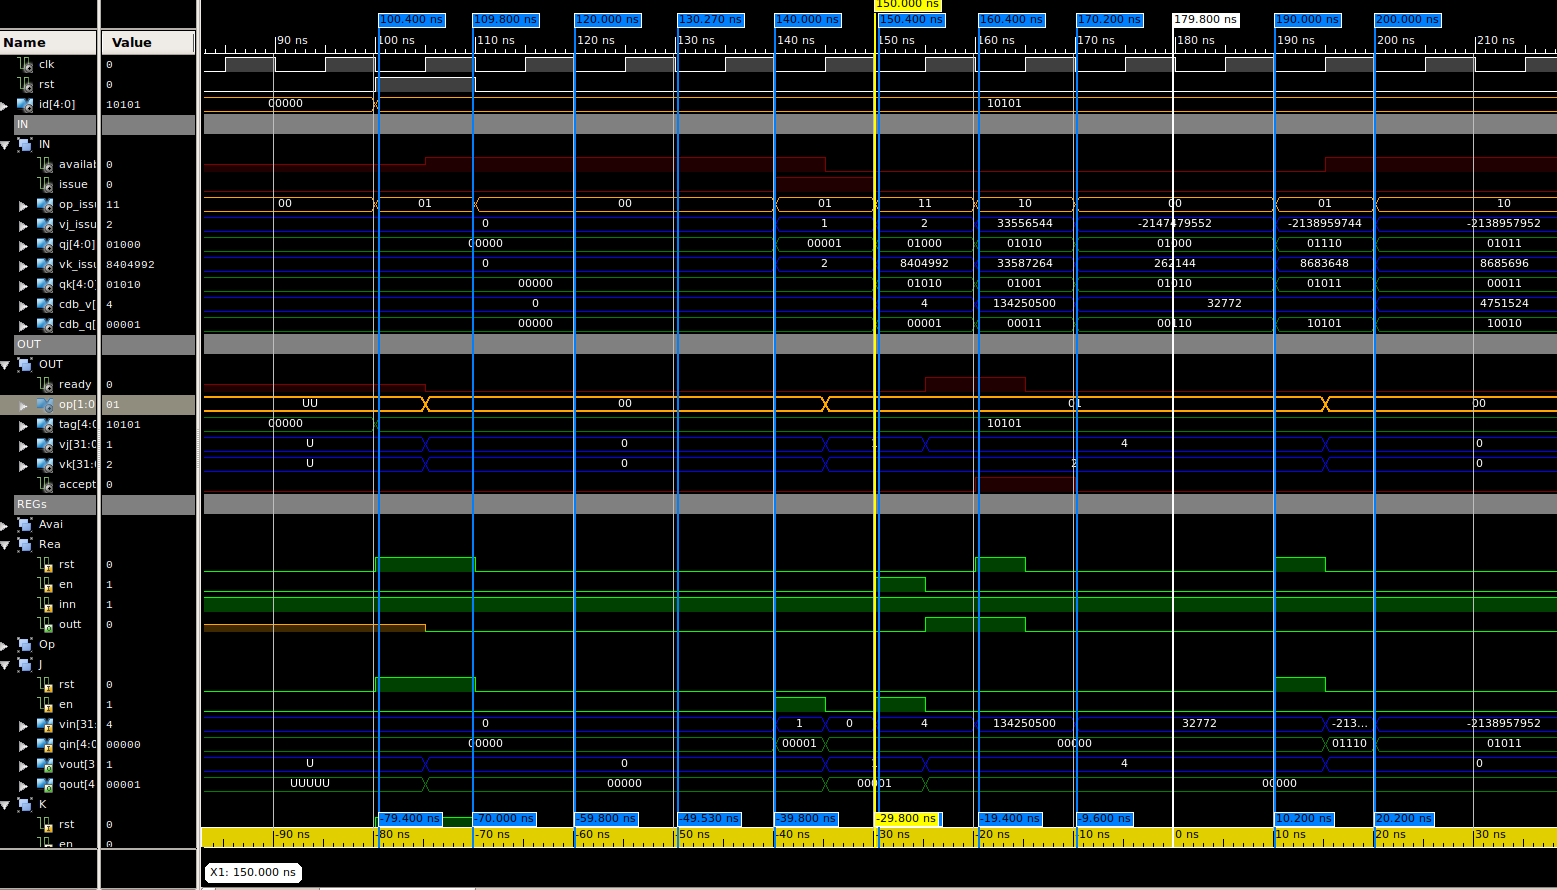 150.000 ns
100.400 ns 109.800 ns 120.000 ns 130.270 ns 140.000 ns 150.400 ns 160.400 ns 170.200 ns 179.800 ns 190.000 ns 200.000 ns
Name Value 90 ns 100 ns 110 ns 120 ns 130 ns 140 ns 150 ns 160 ns 170 ns 180 ns 190 ns 200 ns 210 ns
clk 0
rst 0
id[4:0] 10101 00000 10101
IN
IN
availab 0
issue 0
op_issu 11 00 01 00 01 11 10 00 01 10
vj_issu 2 0 1 2 33556544 -2147479552 -2138959744 -2138957952
qj[4:0] 01000 00000 00001 01000 01010 01000 01110 01011
vk_issu 8404992 0 2 8404992 33587264 262144 8683648 8685696
qk[4:0] 01010 00000 01010 01001 01010 01011 00011
cdb_v[ 4 0 4 134250500 32772 4751524
cdb_q[ 00001 00000 00001 00011 00110 10101 10010
OUT
OUT
ready 0
op[1:0 01 UU 00 01 00
tag[4:0 10101 00000 10101
vj[31:0 1 U 0 1 4 0
vk[31:0 2 U 0 2 0
accept 0
REGs
Avai
Rea
rst 0
en 1
inn 1
outt 0
Op
J
rst 0
en 1
vin[31: 4 0 1 0 4 134250500 32772 -213... -2138957952
qin[4:0 00000 00000 00001 00000 01110 01011
vout[3 1 U 0 1 4 0
qout[4 00001 UUUUU 00000 00001 00000
K
rst 0 -79.400 ns -70.000 ns -59.800 ns -49.530 ns -39.800 ns -29.800 ns -19.400 ns -9.600 ns 10.200 ns 20.200 ns
en 0 -90 ns -80 ns -70 ns -60 ns -50 ns -40 ns -30 ns -20 ns -10 ns 0 ns 10 ns 20 ns 30 ns
X1: 150.000 ns